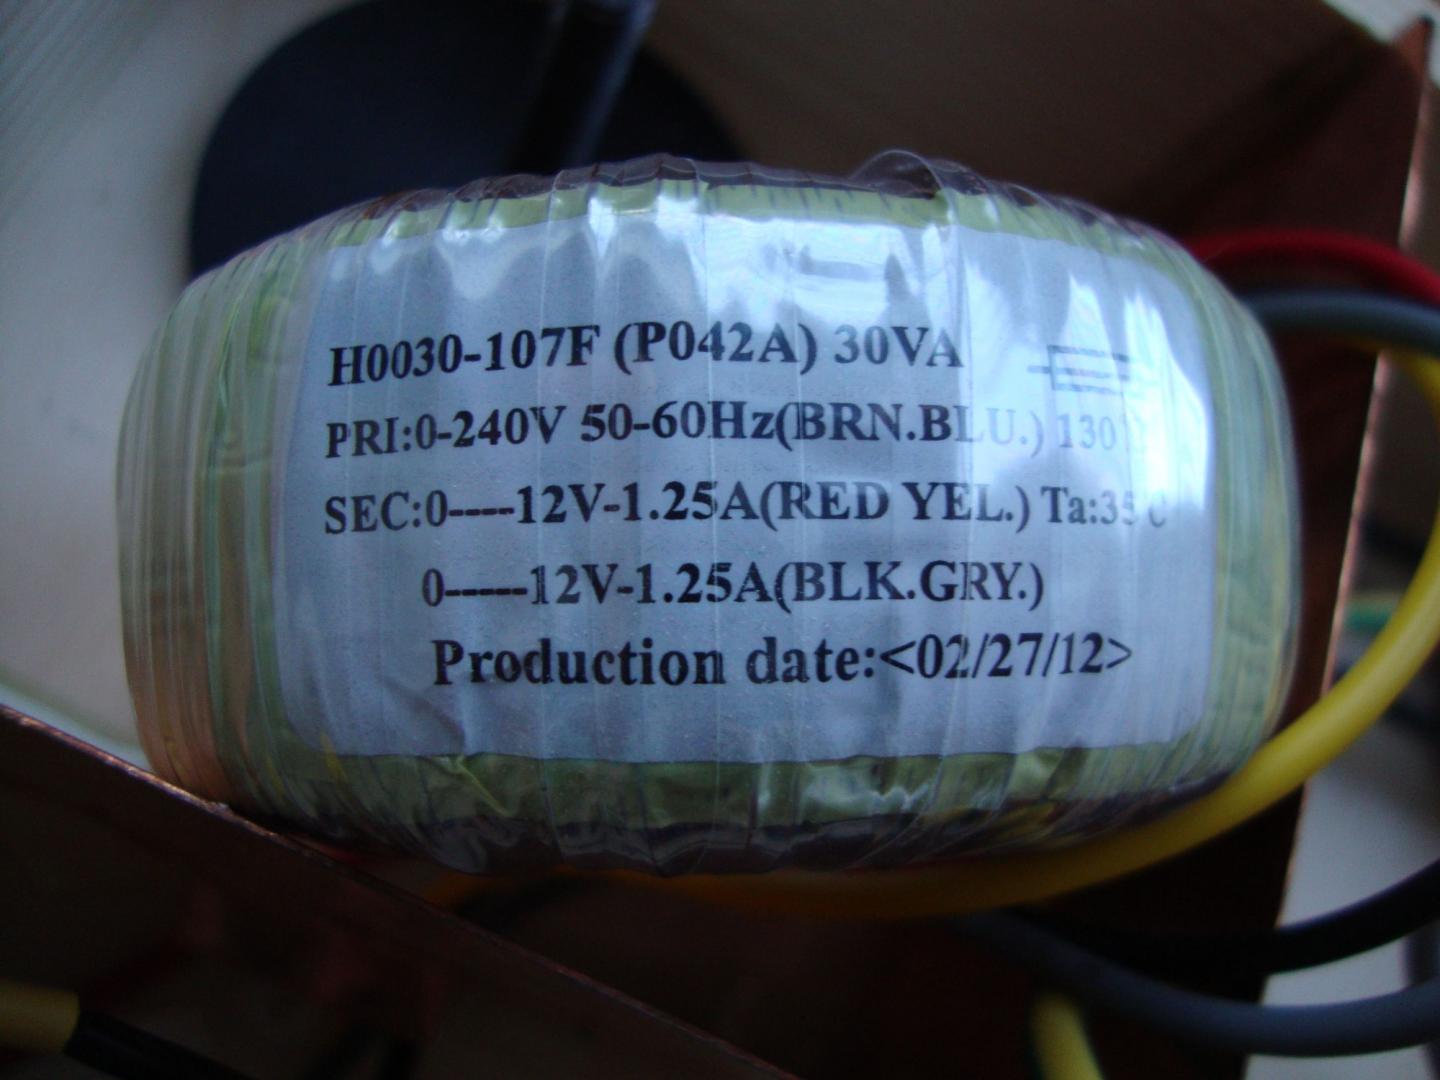 H0030-107F (P042A) 30VA
PRI:0-240V 50-60Hz(BRN.BLU.) 130℃
SEC:0----12V-1.25A(RED YEL.) Ta:35℃
0-----12V-1.25A(BLK.GRY.)
Production date:<02/27/12>